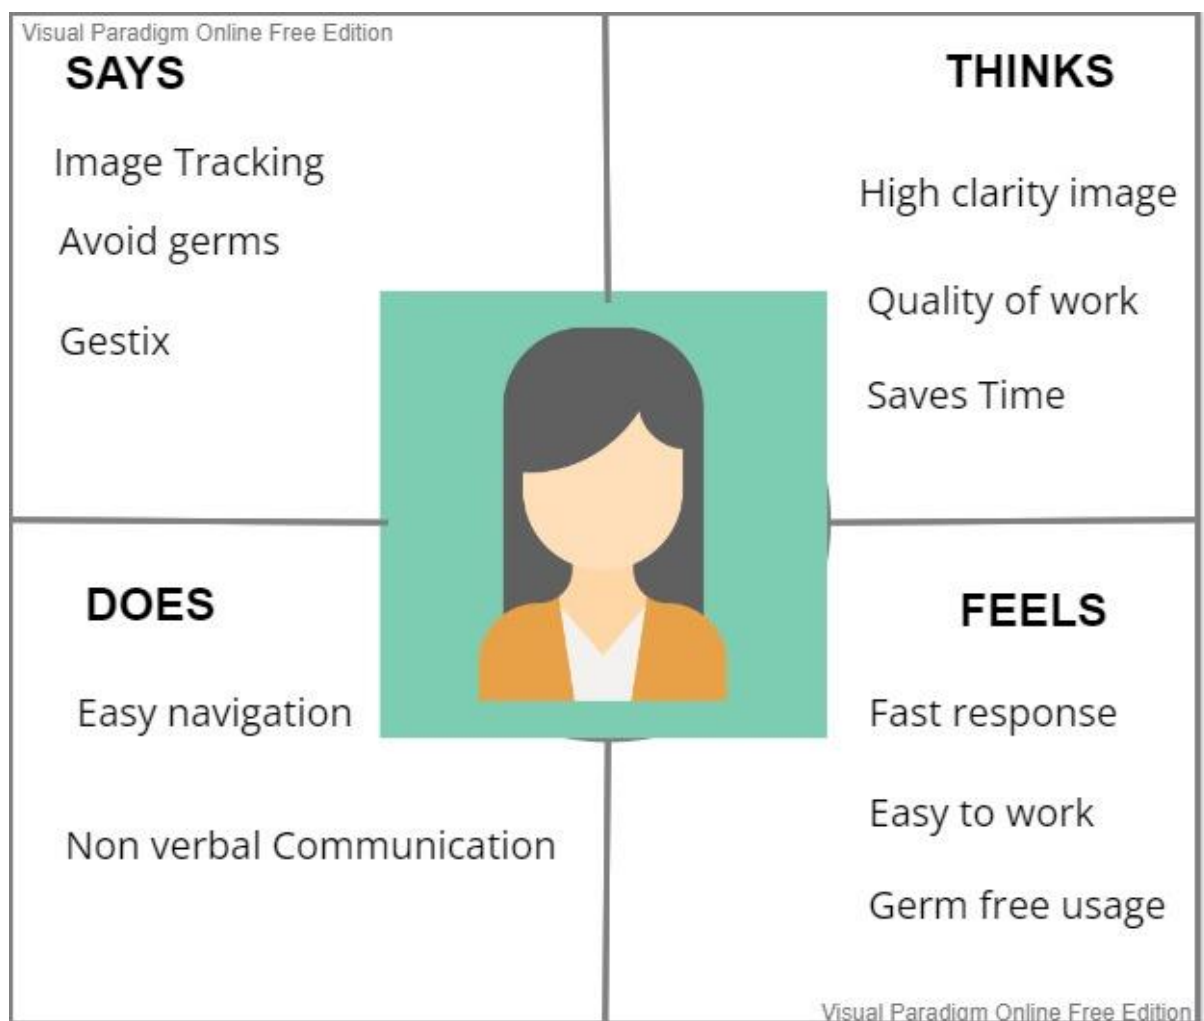 Visual Paradigm Online Free Edition
SAYS
Image Tracking
Avoid germs
Gestix
THINKS
High clarity image
Quality of work
Saves Time
DOES
Easy navigation
Non verbal Communication
FEELS
Fast response
Easy to work
Germ free usage
Visual Paradigm Online Free Edition